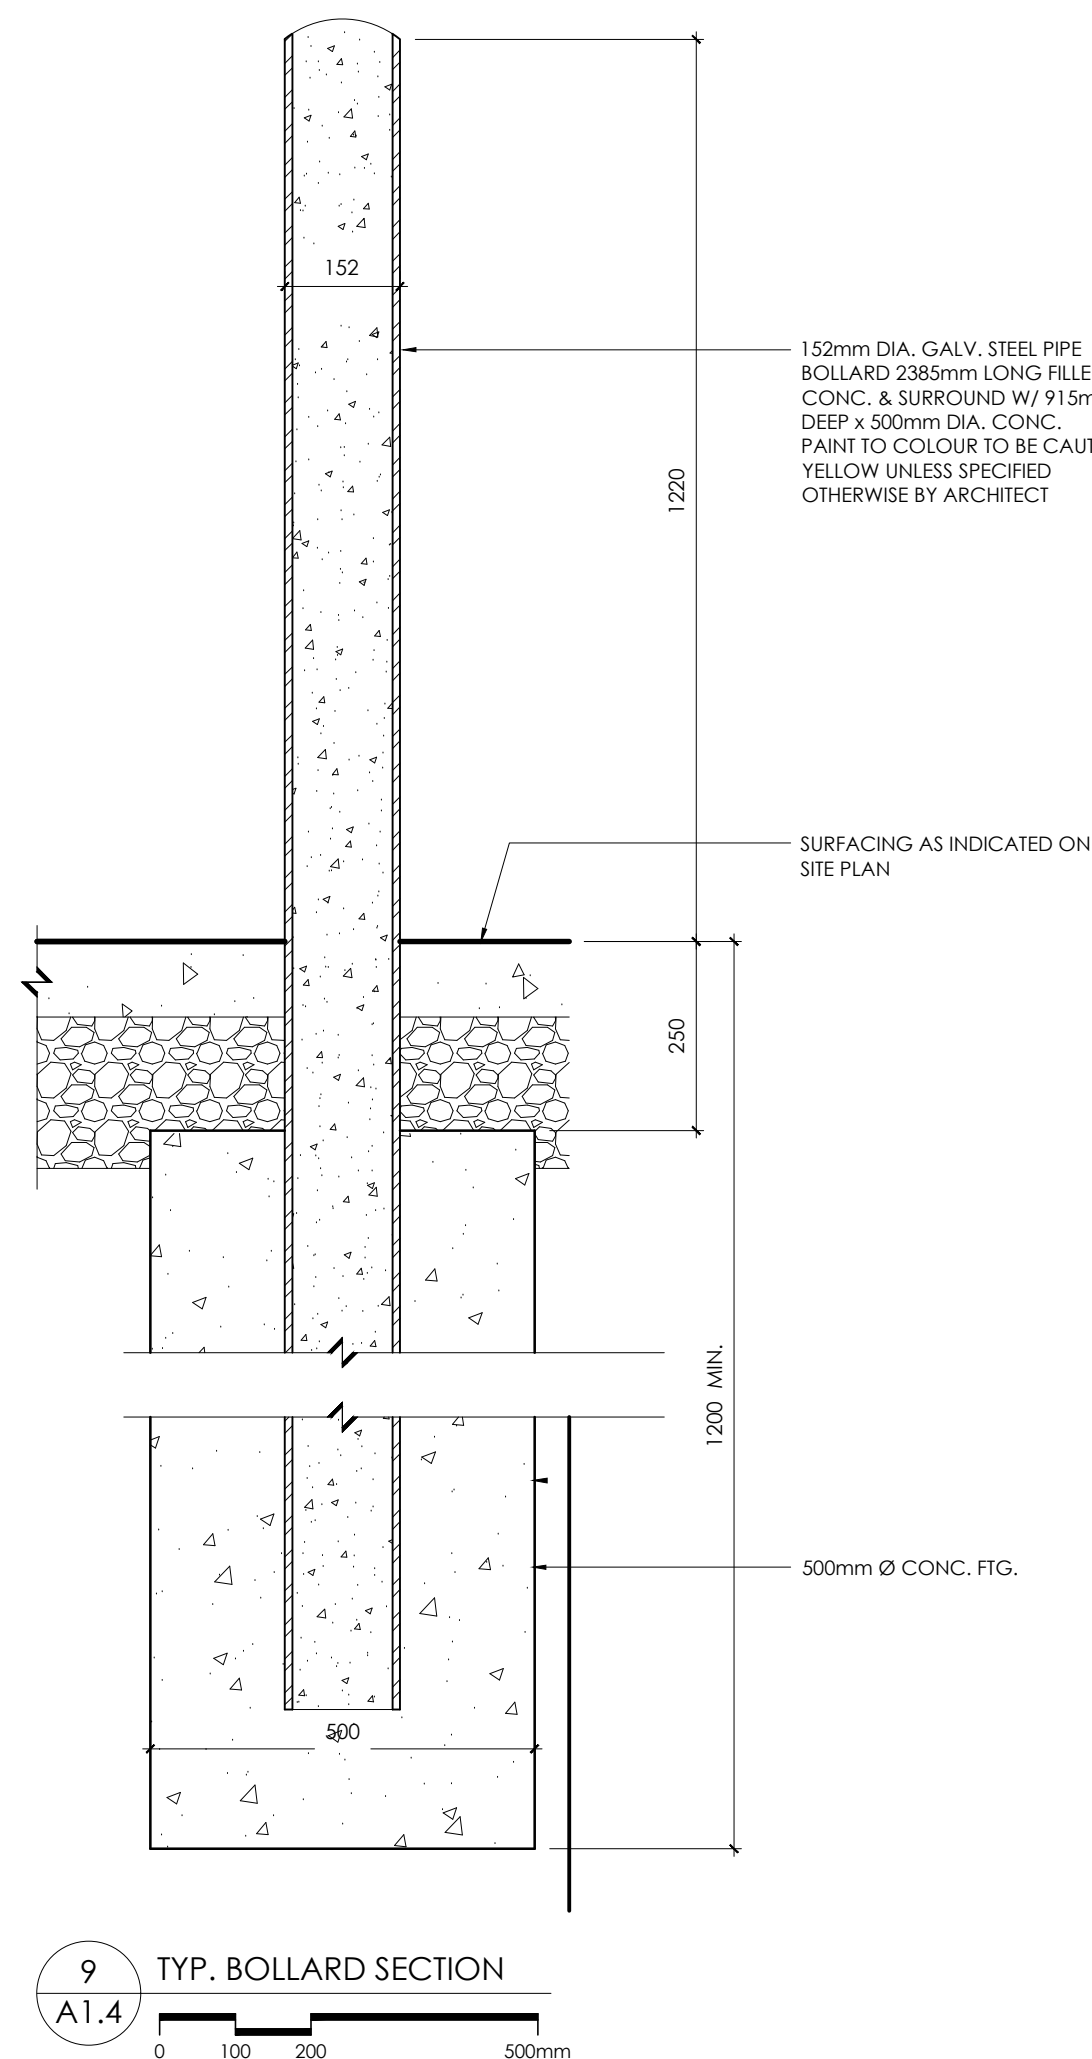 152
152mm DIA. GALV. STEEL PIPE
BOLLARD 2385mm LONG FILLE
CONC. & SURROUND W/ 915m
DEEP x 500mm DIA. CONC.
PAINT TO COLOUR TO BE CAUT
YELLOW UNLESS SPECIFIED
OTHERWISE BY ARCHITECT
1220
SURFACING AS INDICATED ON
SITE PLAN
250
1200 MIN.
500mm Ø CONC. FTG.
500
9
A1.4
TYP. BOLLARD SECTION
0 100 200 500mm